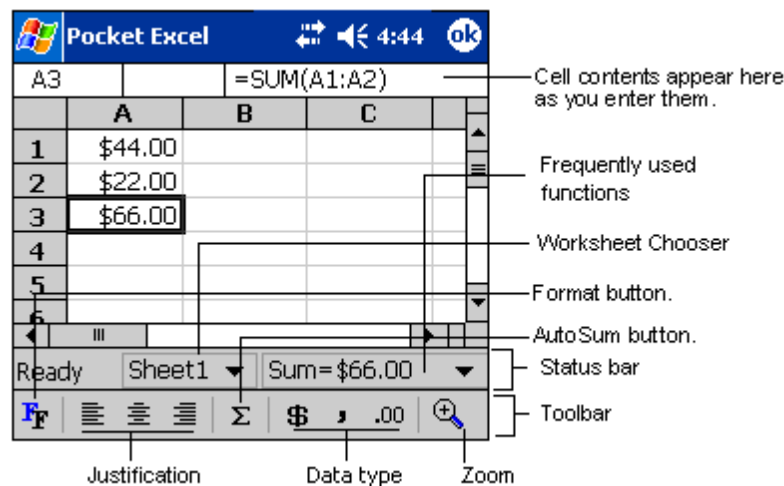 Pocket Excel 4:44 ok
A3 =SUM(A1:A2)
Cell contents appear here
as you enter them.
A B C
1 $44.00
2 $22.00
3 $66.00
4
5
6
Frequently used
functions
Worksheet Chooser
Format button.
AutoSum button.
Ready Sheet1 Sum=$66.00
Status bar
FF Σ $ , .00
Toolbar
Justification Data type Zoom